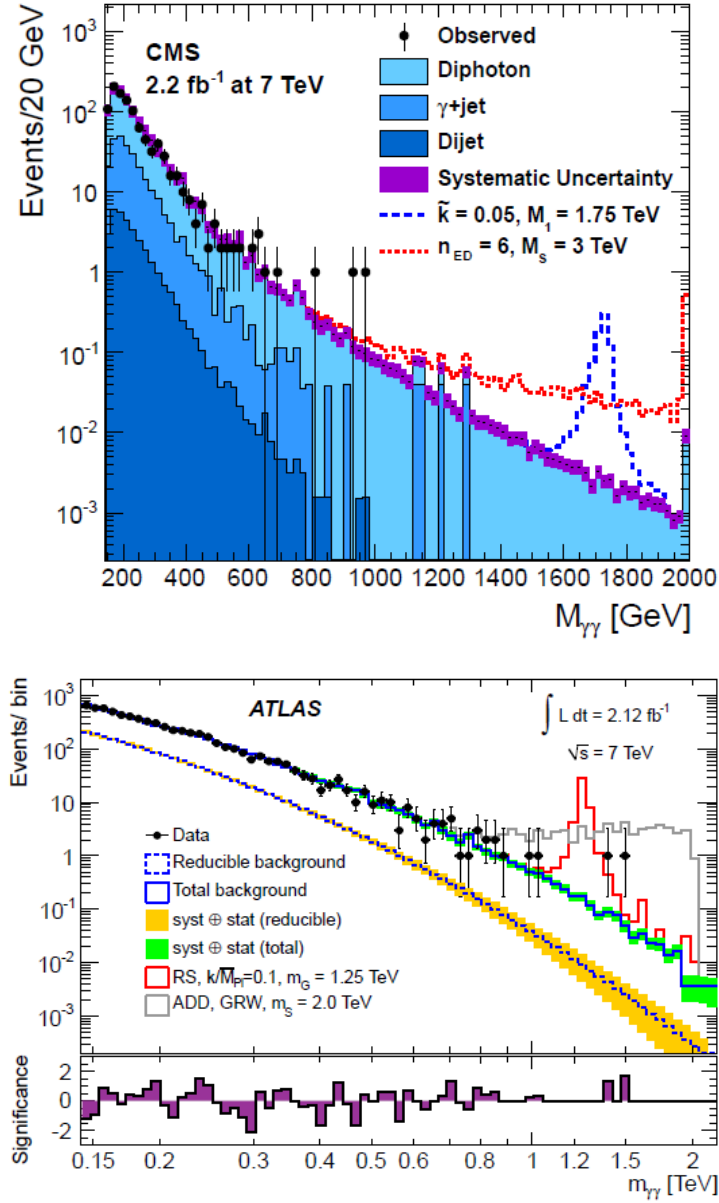 Events/20 GeV
10³
10²
10
1
10⁻¹
10⁻²
10⁻³
CMS
2.2 fb⁻¹ at 7 TeV
Observed
Diphoton
γ+jet
Dijet
Systematic Uncertainty
k̃ = 0.05, M₁ = 1.75 TeV
n_ED = 6, M_S = 3 TeV
200 400 600 800 1000 1200 1400 1600 1800 2000
M_γγ [GeV]
Events/ bin
10³
10²
10
1
10⁻¹
10⁻²
10⁻³
ATLAS
∫ L dt = 2.12 fb⁻¹
√s = 7 TeV
Data
Reducible background
Total background
syst ⊕ stat (reducible)
syst ⊕ stat (total)
RS, k/M̅_Pl=0.1, m_G = 1.25 TeV
ADD, GRW, m_S = 2.0 TeV
Significance
2
0
-2
0.15 0.2 0.3 0.4 0.5 0.6 0.8 1 1.2 1.5 2
m_γγ [TeV]